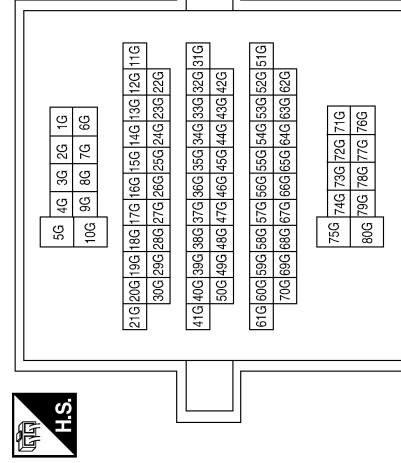 H.S.
5G 4G 3G 2G 1G
10G 9G 8G 7G 6G
21G 20G 19G 18G 17G 16G 15G 14G 13G 12G 11G
30G 29G 28G 27G 26G 25G 24G 23G 22G
41G 40G 39G 38G 37G 36G 35G 34G 33G 32G 31G
50G 49G 48G 47G 46G 45G 44G 43G 42G
61G 60G 59G 58G 57G 56G 55G 54G 53G 52G 51G
70G 69G 68G 67G 66G 65G 64G 63G 62G
75G 74G 73G 72G 71G
80G 79G 78G 77G 76G